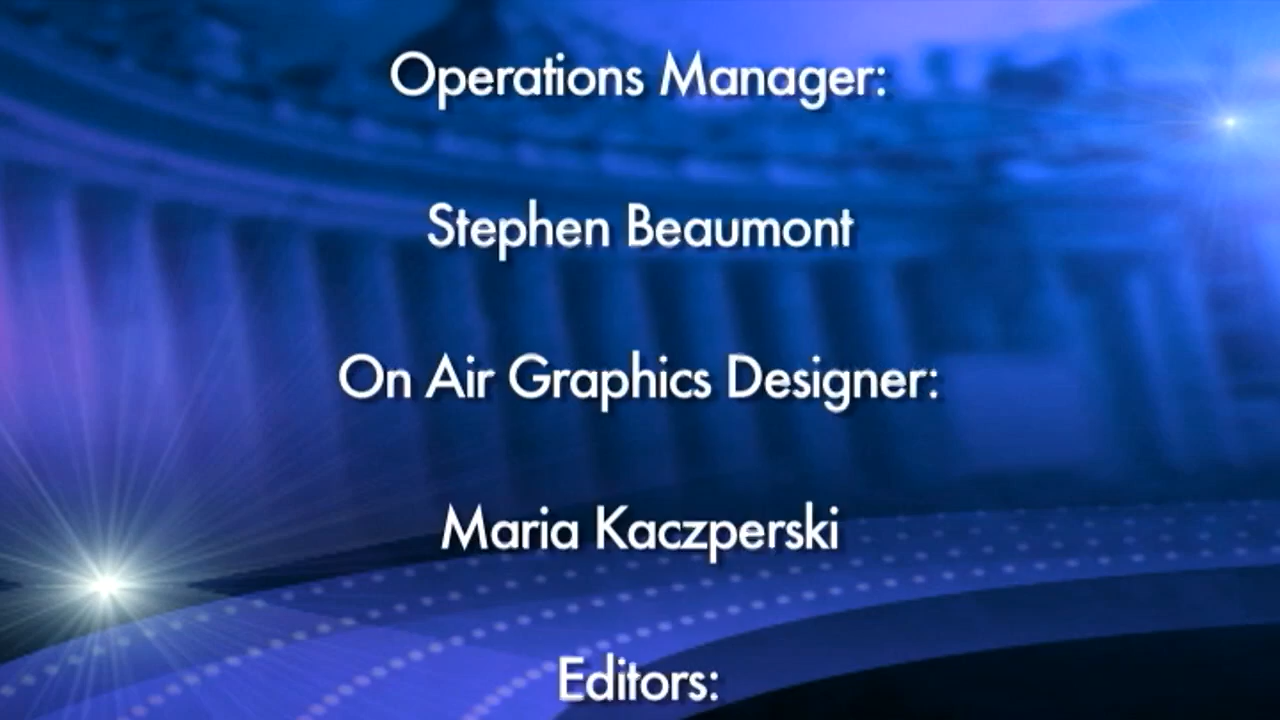 Operations Manager:
Stephen Beaumont
On Air Graphics Designer:
Maria Kaczperski
Editors: